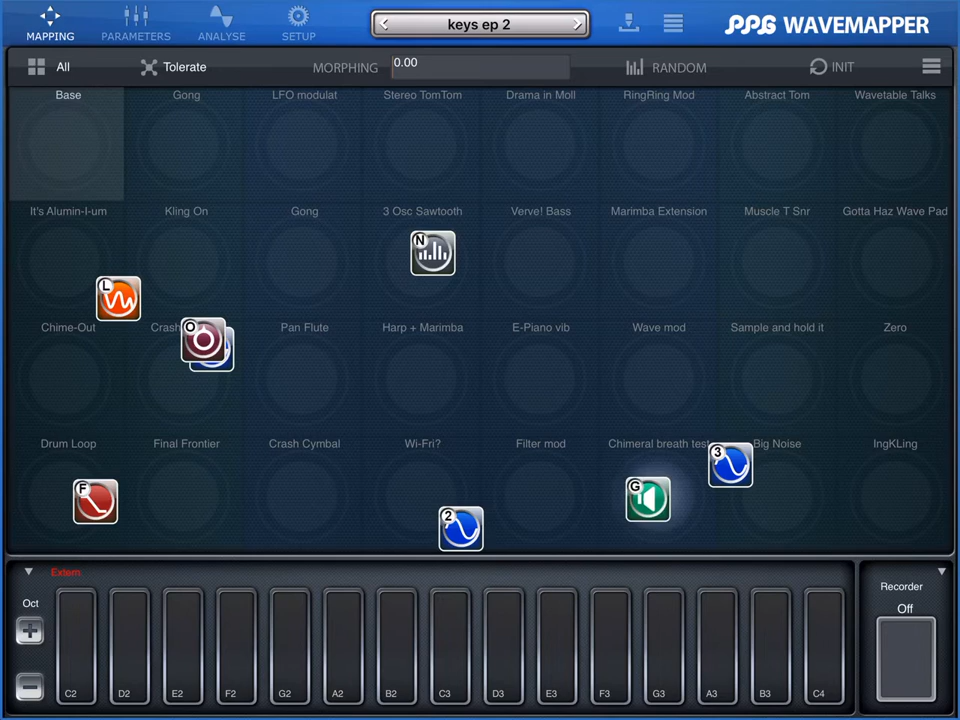 MAPPING PARAMETERS ANALYSE SETUP < keys ep 2 > PPG WAVEMAPPER
All Tolerate MORPHING 0.00 RANDOM INIT
Base Gong LFO modulat Stereo TomTom Drama in Moll RingRing Mod Abstract Tom Wavetable Talks
It's Alumin-I-um Kling On Gong 3 Osc Sawtooth Verve! Bass Marimba Extension Muscle T Snr Gotta Haz Wave Pad
N
L
Chime-Out Crash Pan Flute Harp + Marimba E-Piano vib Wave mod Sample and hold it Zero
O
Drum Loop Final Frontier Crash Cymbal Wi-Fri? Filter mod Chimeral breath test Big Noise IngKLing
3
F G
2
Extern
Recorder
Oct Off
+
−
C2 D2 E2 F2 G2 A2 B2 C3 D3 E3 F3 G3 A3 B3 C4